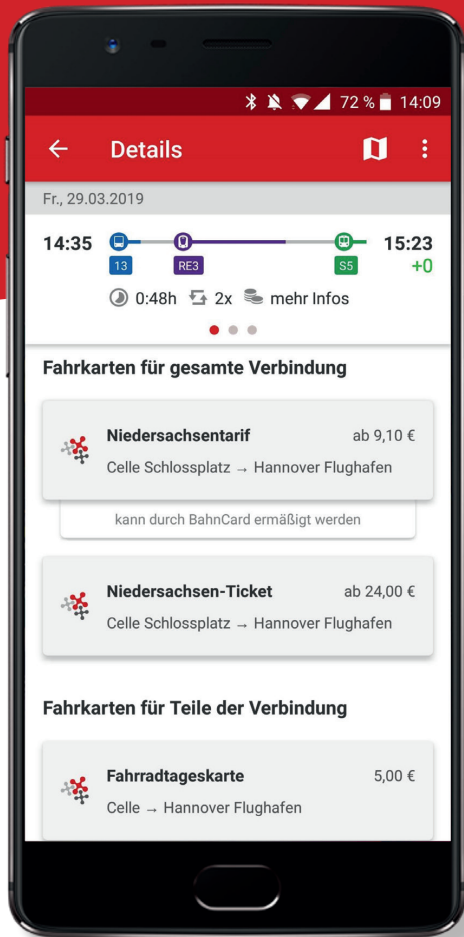 72 % 14:09
Details
Fr., 29.03.2019
14:35 15:23
13 RE3 S5 +0
0:48h 2x mehr Infos
Fahrkarten für gesamte Verbindung
Niedersachsentarif ab 9,10 €
Celle Schlossplatz → Hannover Flughafen
kann durch BahnCard ermäßigt werden
Niedersachsen-Ticket ab 24,00 €
Celle Schlossplatz → Hannover Flughafen
Fahrkarten für Teile der Verbindung
Fahrradtageskarte 5,00 €
Celle → Hannover Flughafen